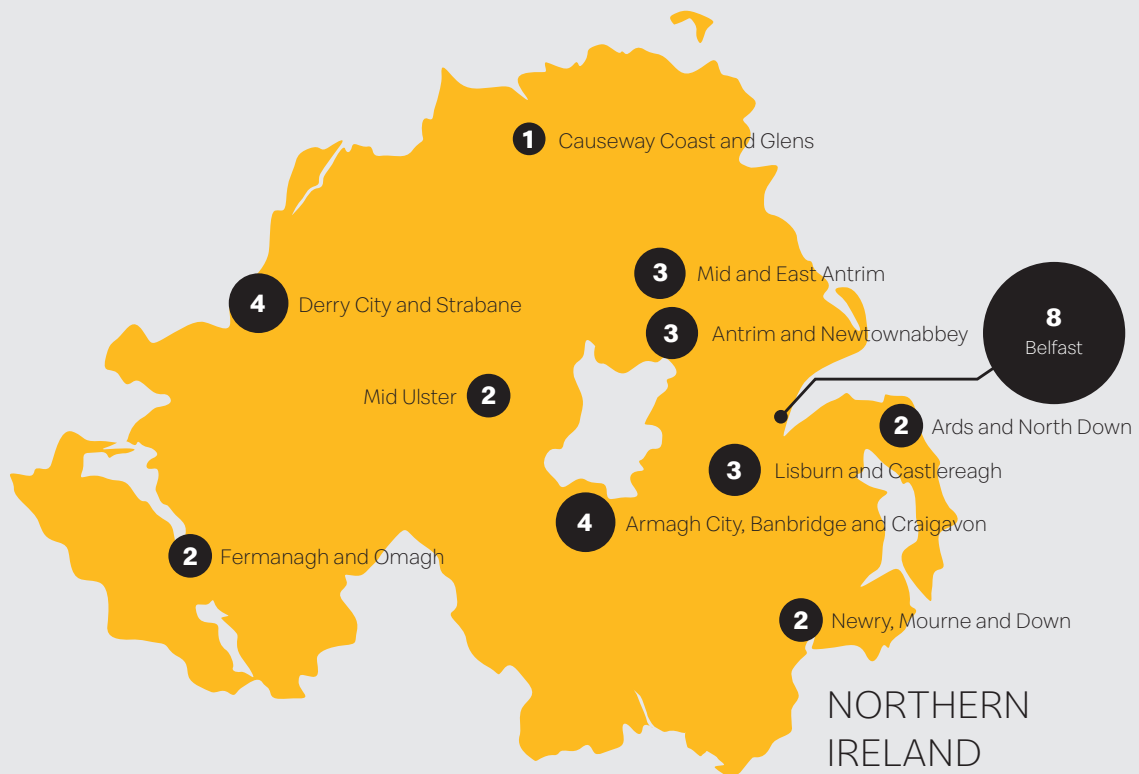 1 Causeway Coast and Glens
3 Mid and East Antrim
4 Derry City and Strabane
3 Antrim and Newtownabbey
8
Belfast
Mid Ulster 2
2 Ards and North Down
3 Lisburn and Castlereagh
4 Armagh City, Banbridge and Craigavon
2 Fermanagh and Omagh
2 Newry, Mourne and Down
NORTHERN
IRELAND